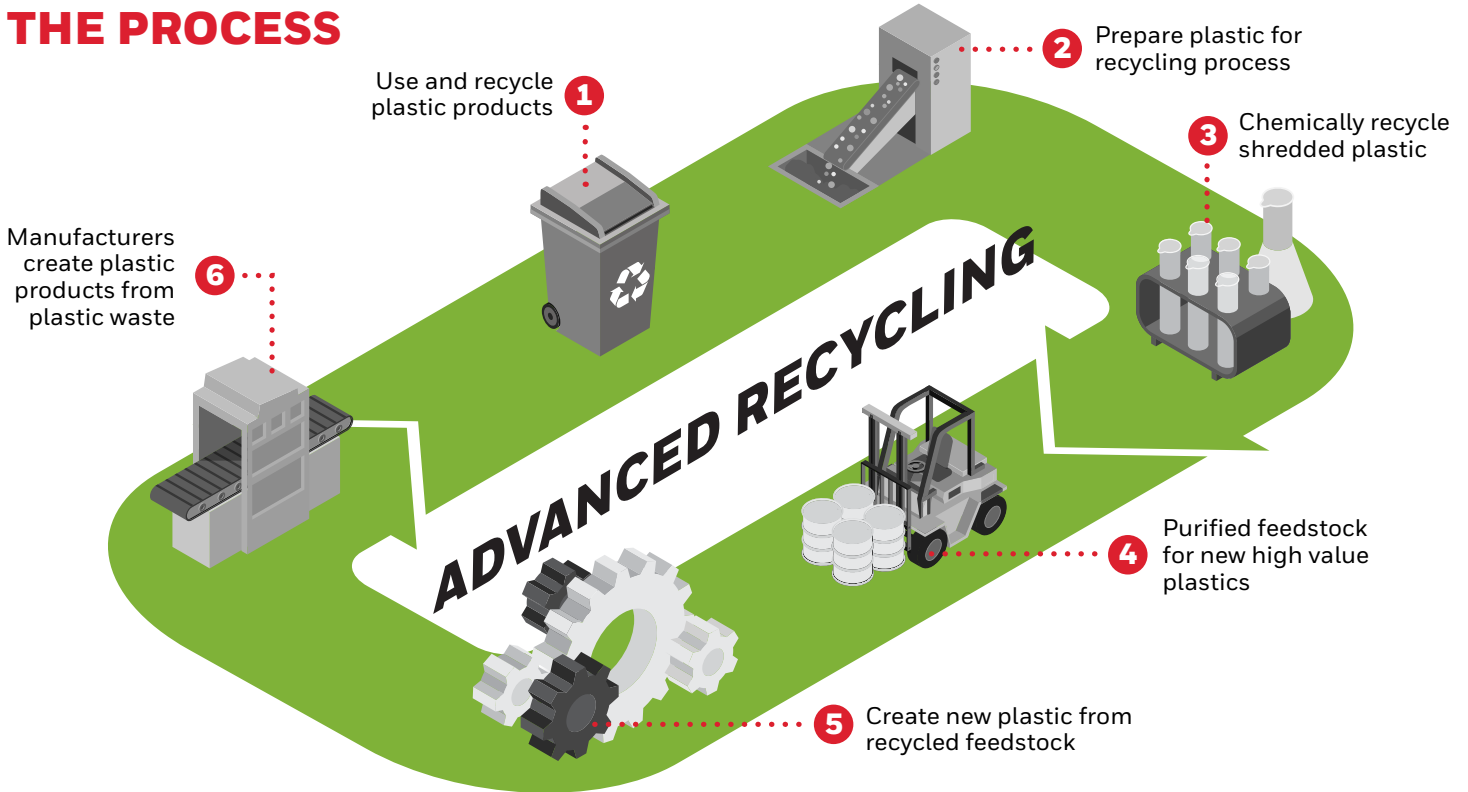 THE PROCESS
1
Use and recycle
plastic products
2
Prepare plastic for
recycling process
3
Chemically recycle
shredded plastic
4
Purified feedstock
for new high value
plastics
5
Create new plastic from
recycled feedstock
6
Manufacturers
create plastic
products from
plastic waste
ADVANCED RECYCLING